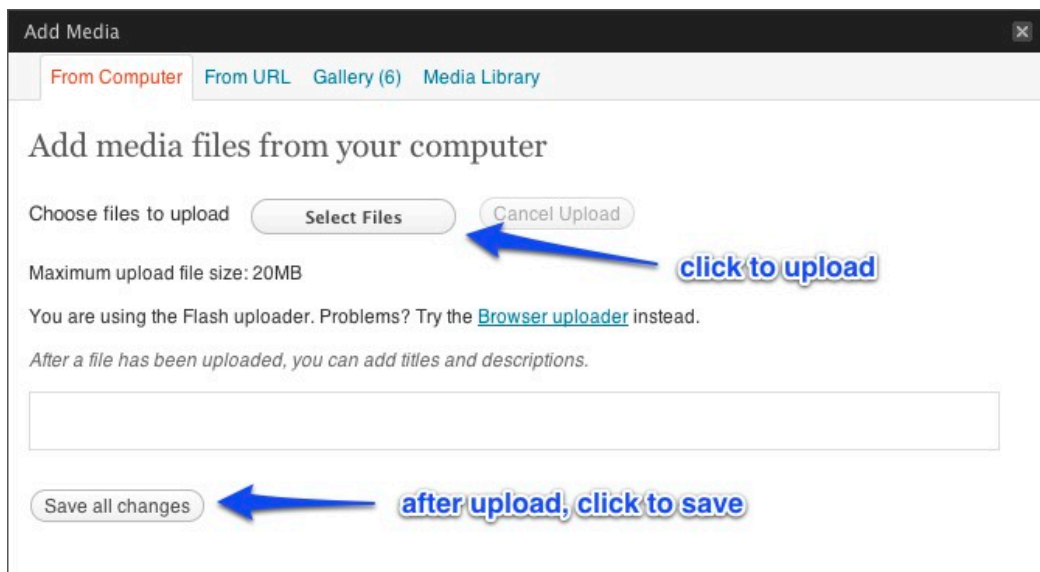 Add Media
From Computer From URL Gallery (6) Media Library
Add media files from your computer
Choose files to upload Select Files Cancel Upload
click to upload
Maximum upload file size: 20MB
You are using the Flash uploader. Problems? Try the Browser uploader instead.
After a file has been uploaded, you can add titles and descriptions.
Save all changes after upload, click to save